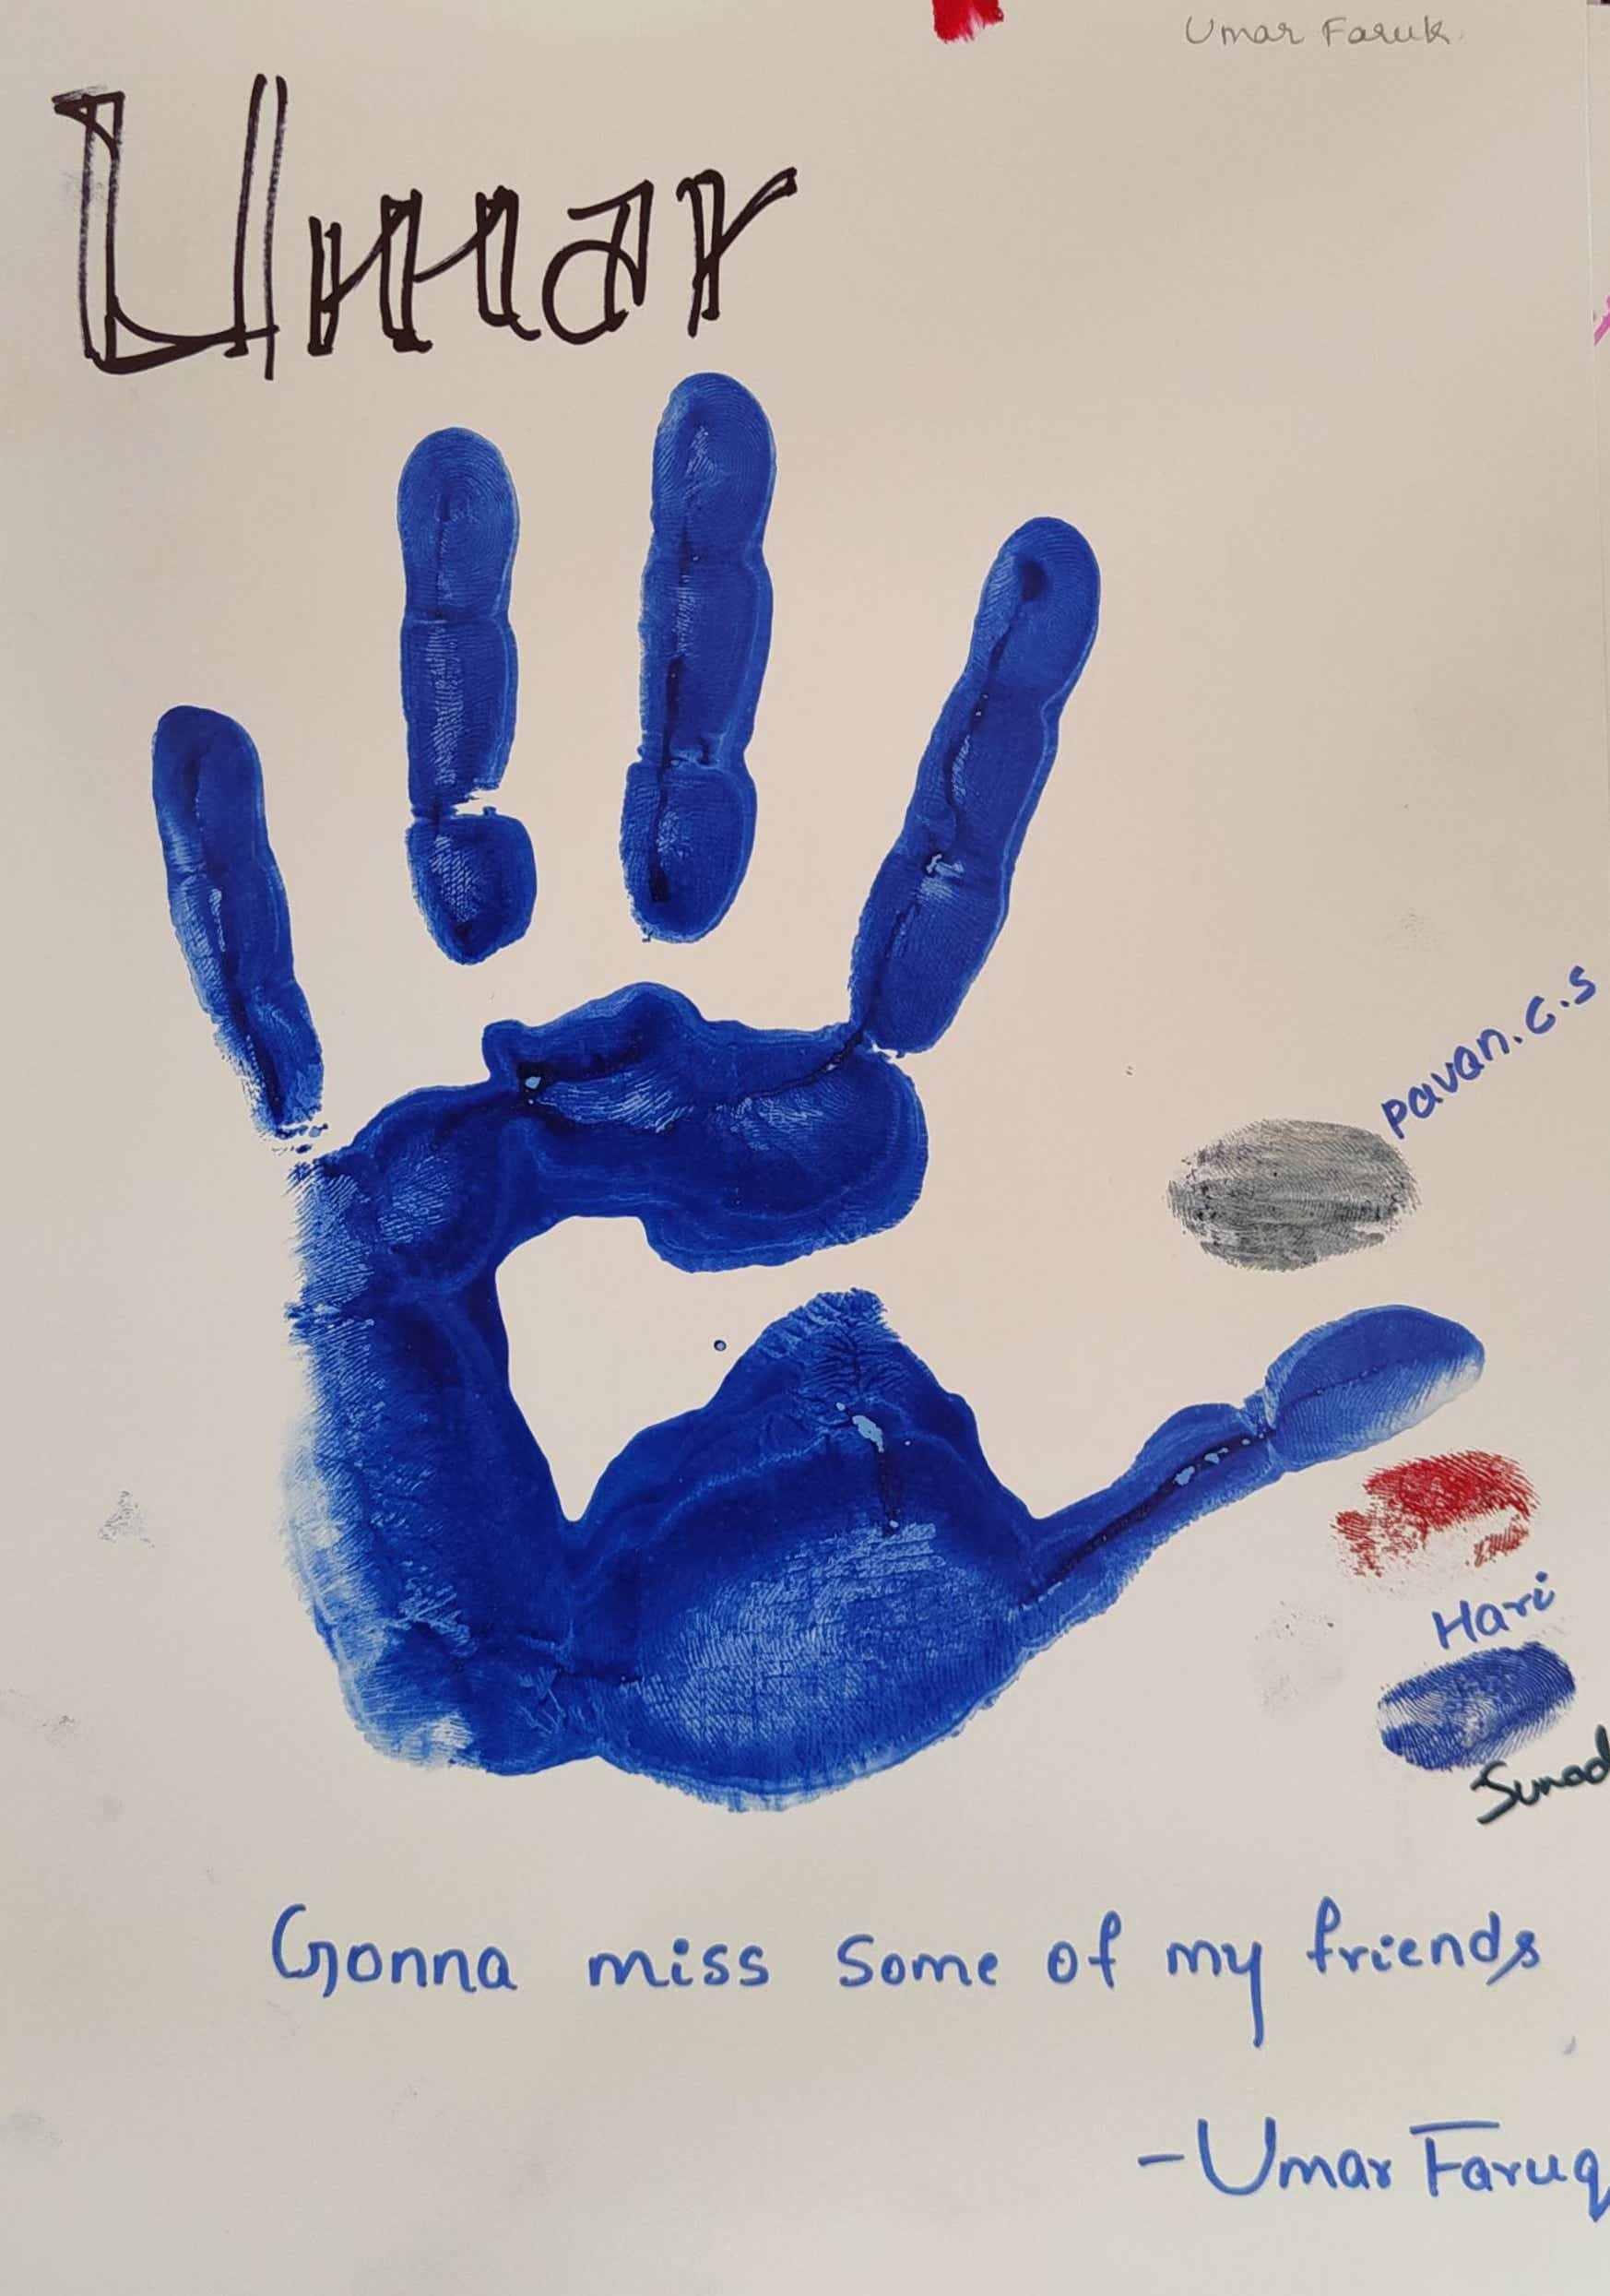 Umar Faruk.
Umar
Pavan.C.S
Hari
Sunad
Gonna miss some of my friends
-Umar Faruq